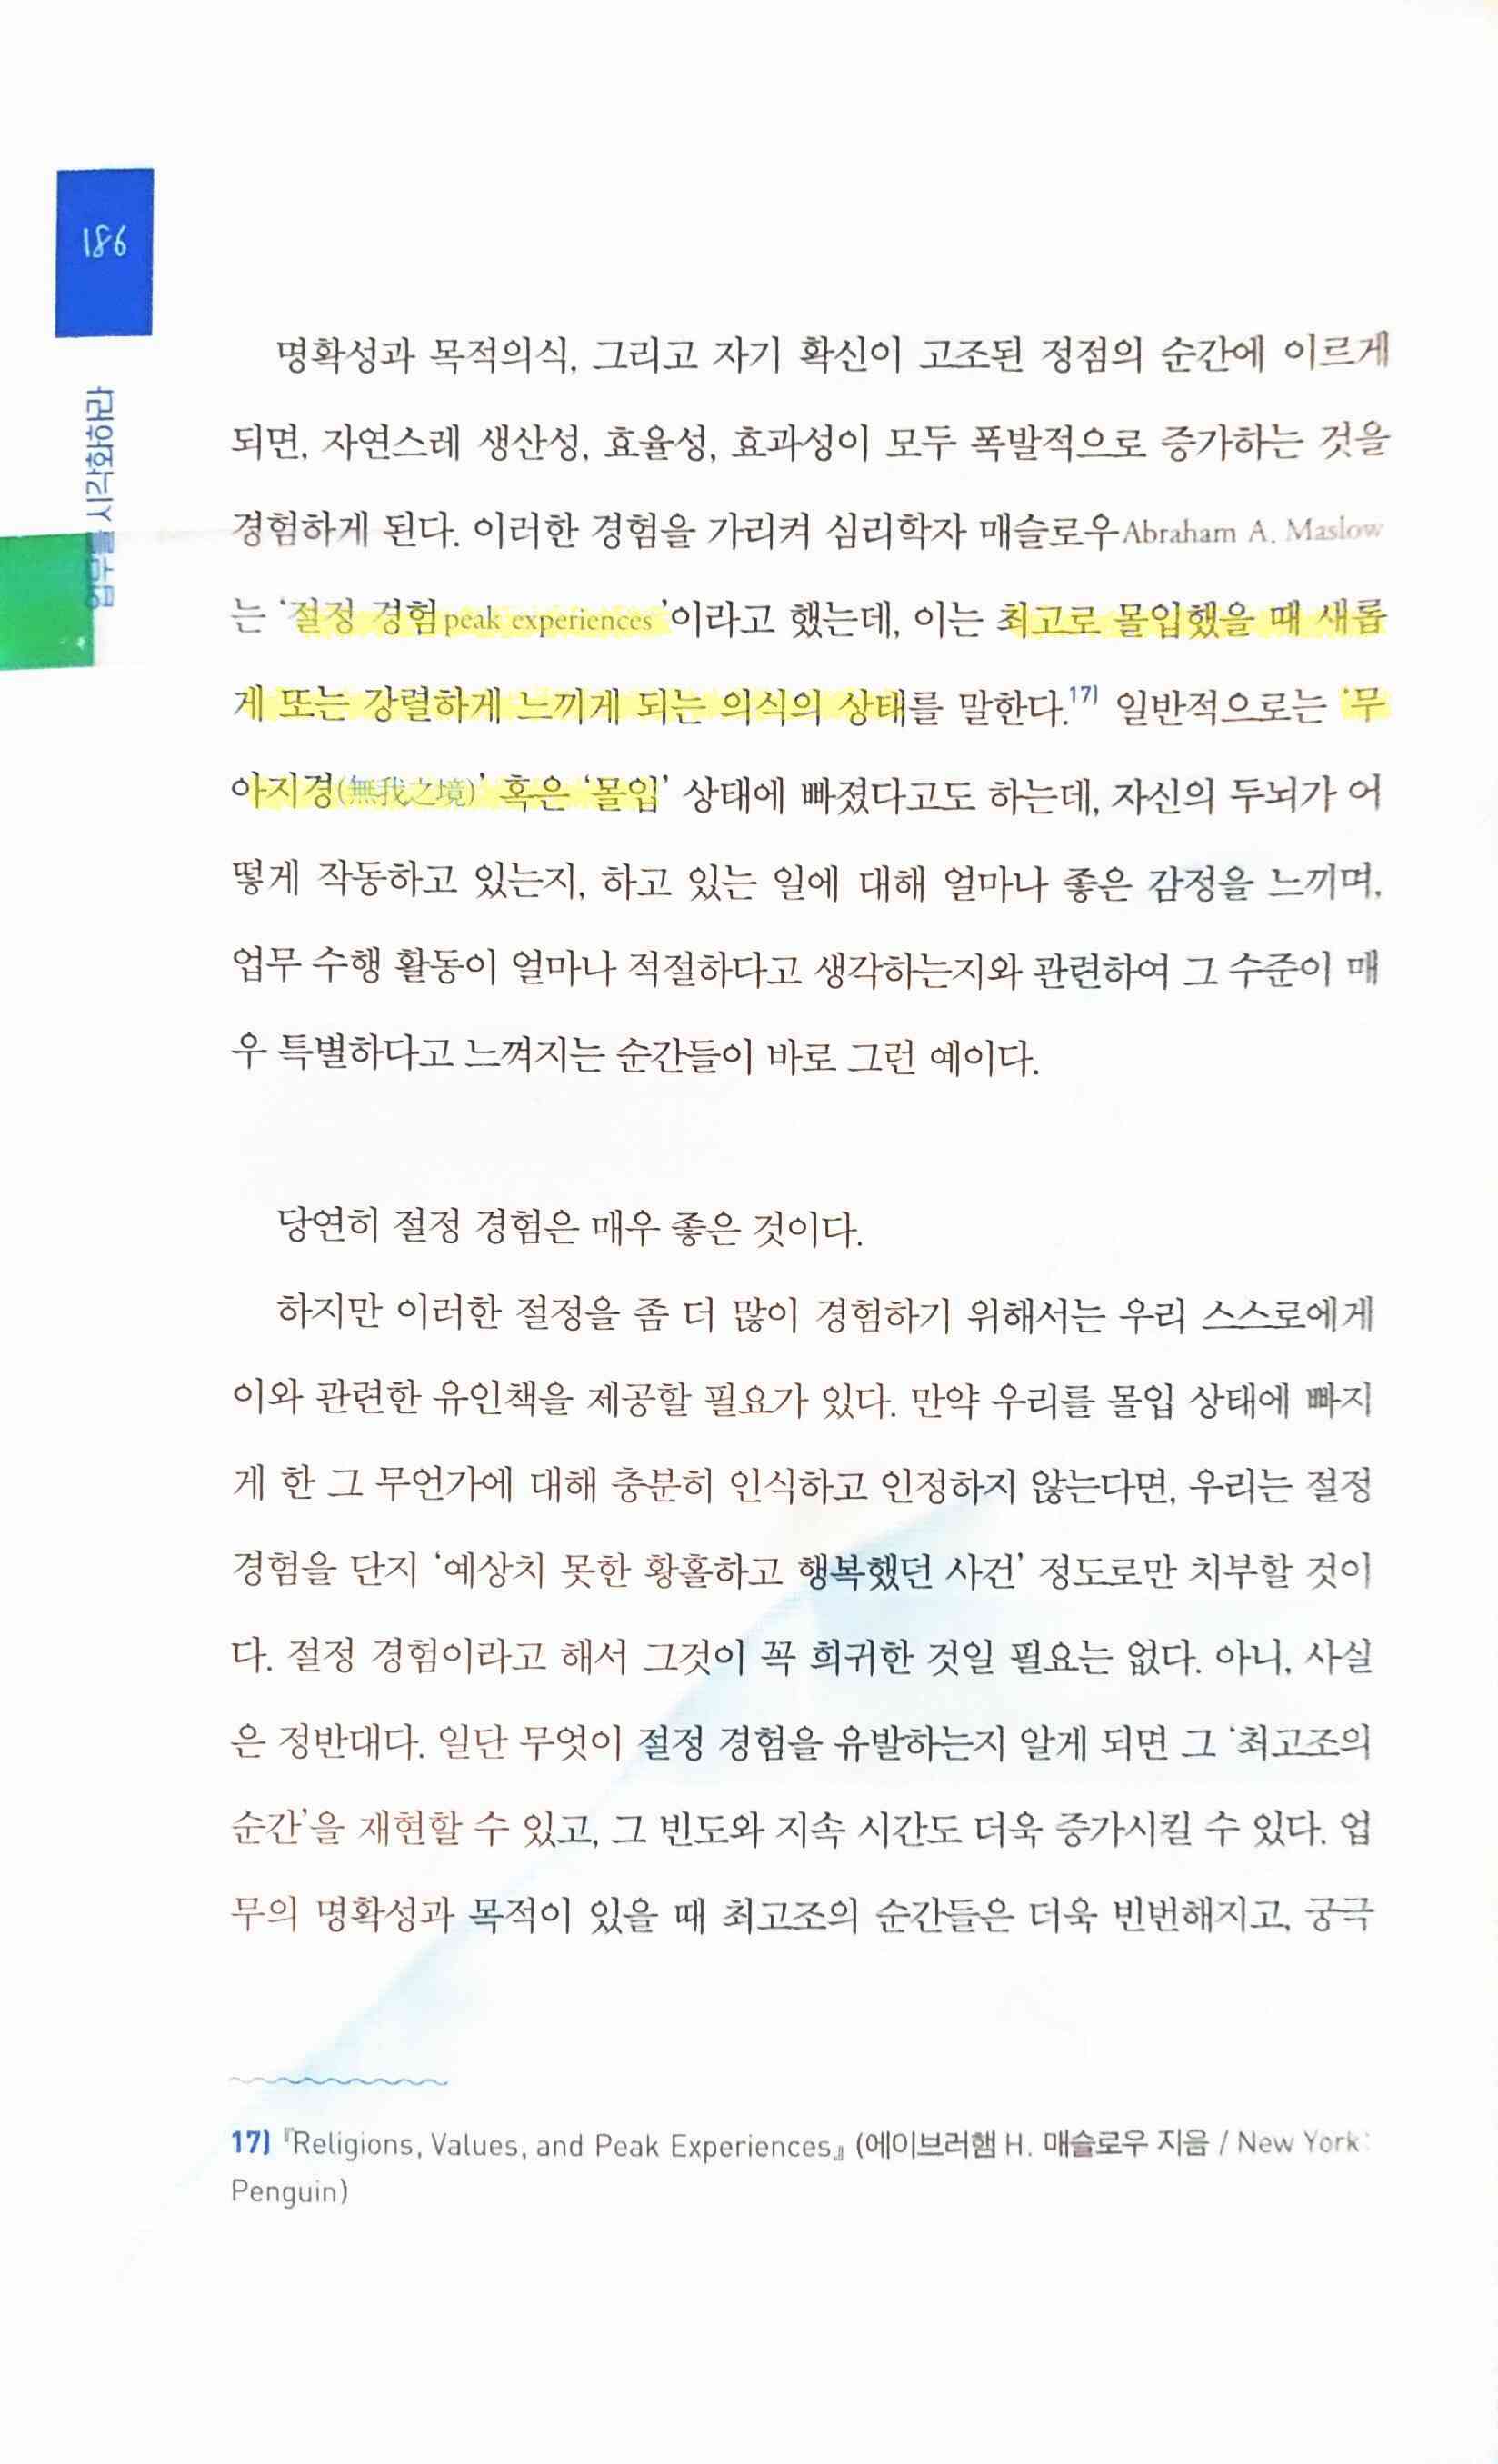 186
업무를 시각화하라
명확성과 목적의식, 그리고 자기 확신이 고조된 정점의 순간에 이르게
되면, 자연스레 생산성, 효율성, 효과성이 모두 폭발적으로 증가하는 것을
경험하게 된다. 이러한 경험을 가리켜 심리학자 매슬로우Abraham A. Maslow
는 ‘절정 경험peak experiences’이라고 했는데, 이는 최고로 몰입했을 때 새롭
게 또는 강렬하게 느끼게 되는 의식의 상태를 말한다.17) 일반적으로는 ‘무
아지경(無我之境)’ 혹은 ‘몰입’ 상태에 빠졌다고도 하는데, 자신의 두뇌가 어
떻게 작동하고 있는지, 하고 있는 일에 대해 얼마나 좋은 감정을 느끼며,
업무 수행 활동이 얼마나 적절하다고 생각하는지와 관련하여 그 수준이 매
우 특별하다고 느껴지는 순간들이 바로 그런 예이다.
당연히 절정 경험은 매우 좋은 것이다.
하지만 이러한 절정을 좀 더 많이 경험하기 위해서는 우리 스스로에게
이와 관련한 유인책을 제공할 필요가 있다. 만약 우리를 몰입 상태에 빠지
게 한 그 무언가에 대해 충분히 인식하고 인정하지 않는다면, 우리는 절정
경험을 단지 ‘예상치 못한 황홀하고 행복했던 사건’ 정도로만 치부할 것이
다. 절정 경험이라고 해서 그것이 꼭 희귀한 것일 필요는 없다. 아니, 사실
은 정반대다. 일단 무엇이 절정 경험을 유발하는지 알게 되면 그 ‘최고조의
순간’을 재현할 수 있고, 그 빈도와 지속 시간도 더욱 증가시킬 수 있다. 업
무의 명확성과 목적이 있을 때 최고조의 순간들은 더욱 빈번해지고, 궁극
17) 『Religions, Values, and Peak Experiences』 (에이브러햄 H. 매슬로우 지음 / New York:
Penguin)